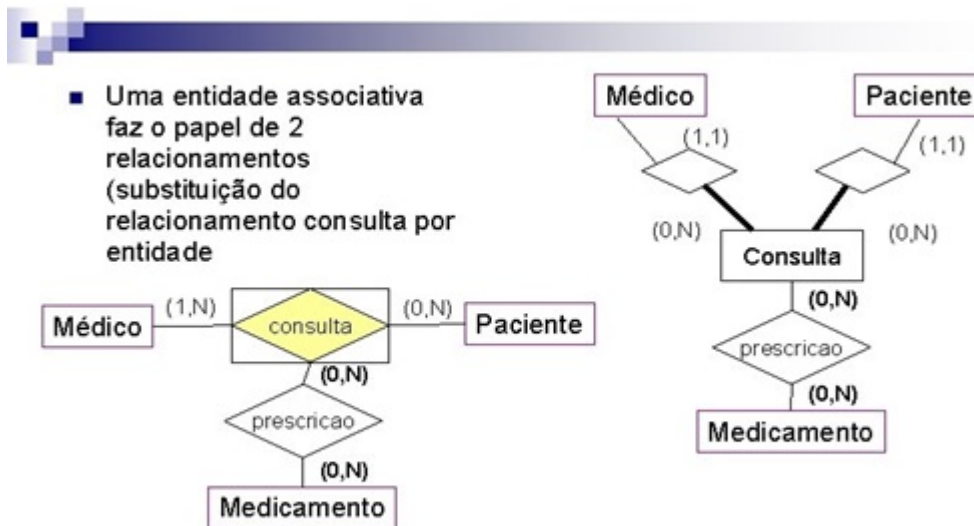 Uma entidade associativa
faz o papel de 2
relacionamentos
(substituição do
relacionamento consulta por
entidade
Médico
(1,N)
consulta
(0,N)
Paciente
(0,N)
prescricao
(0,N)
Medicamento
Médico
Paciente
(1,1)
(1,1)
(0,N)
(0,N)
Consulta
(0,N)
prescricao
(0,N)
Medicamento